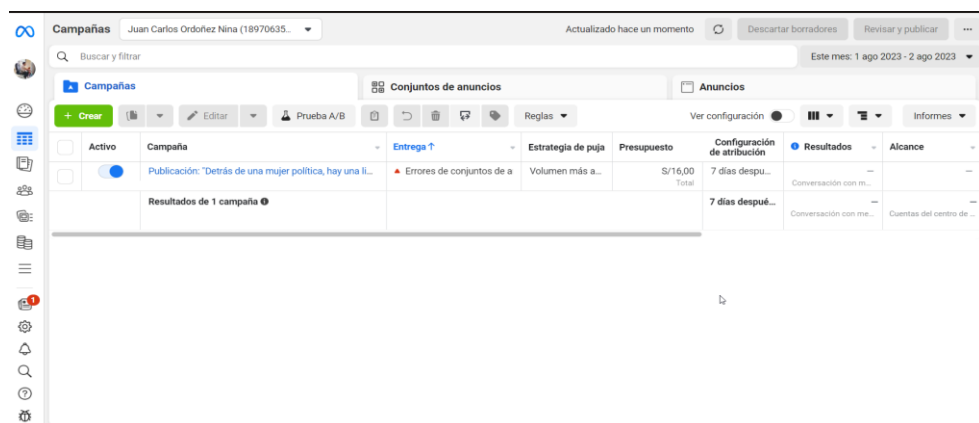 Campañas Juan Carlos Ordoñez Nina (18970635... Actualizado hace un momento Descartar borradores Revisar y publicar ...
Buscar y filtrar Este mes: 1 ago 2023 - 2 ago 2023
Campañas Conjuntos de anuncios Anuncios
+ Crear Editar Prueba A/B Reglas Ver configuración Informes
Activo Campaña Entrega ↑ Estrategia de puja Presupuesto Configuración de atribución Resultados Alcance
Publicación: "Detrás de una mujer política, hay una li... Errores de conjuntos de a Volumen más a... S/16,00 7 días despu... — —
Total Conversación con m...
Resultados de 1 campaña 7 días despué... — —
Conversación con me... Cuentas del centro de ...
1